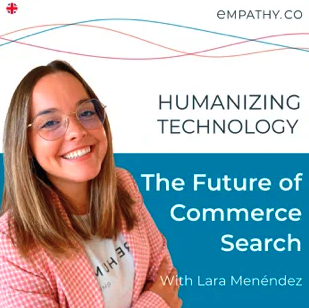 eMPATHY.CO
HUMANIZING
TECHNOLOGY
The Future of
Commerce
Search
With Lara Menéndez